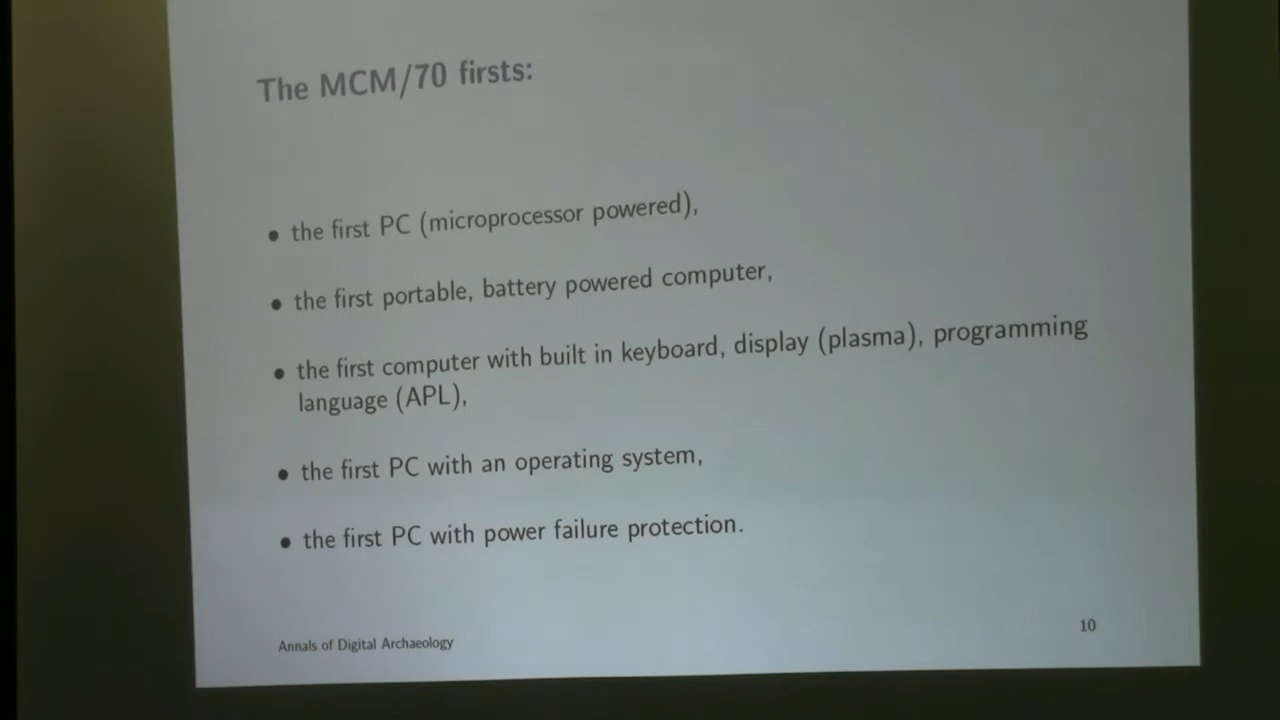 The MCM/70 firsts:
• the first PC (microprocessor powered),
• the first portable, battery powered computer,
• the first computer with built in keyboard, display (plasma), programming
language (APL),
• the first PC with an operating system,
• the first PC with power failure protection.
Annals of Digital Archaeology
10